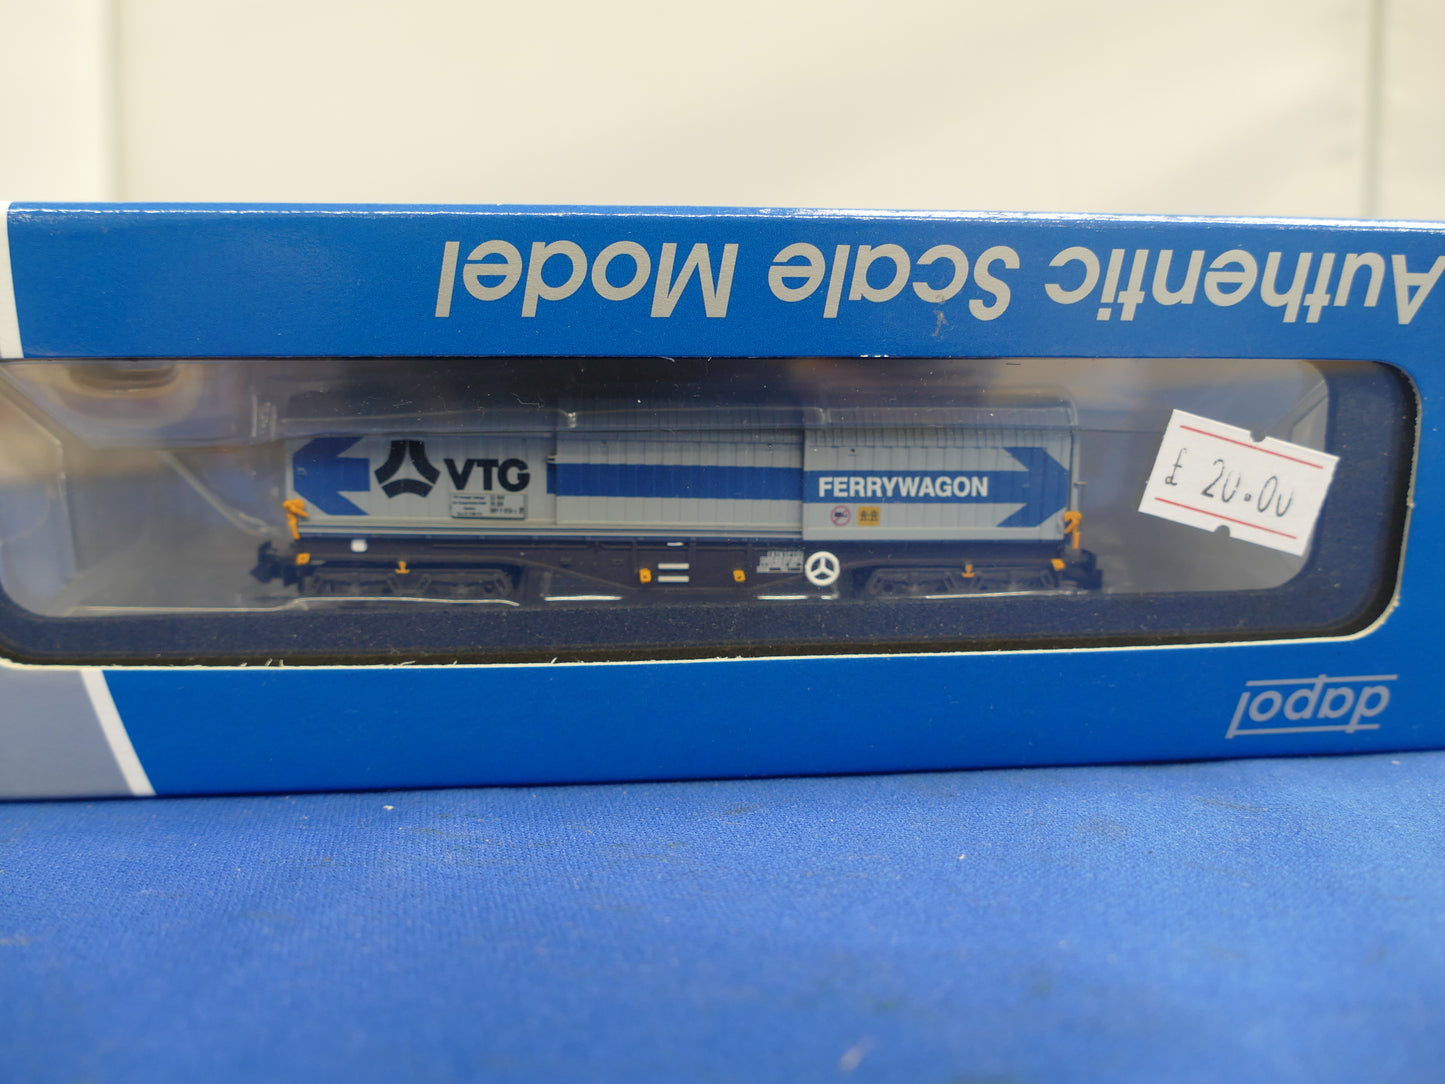 Authentic Scale Model
VTG
FERRYWAGON
£ 20.00
dapol